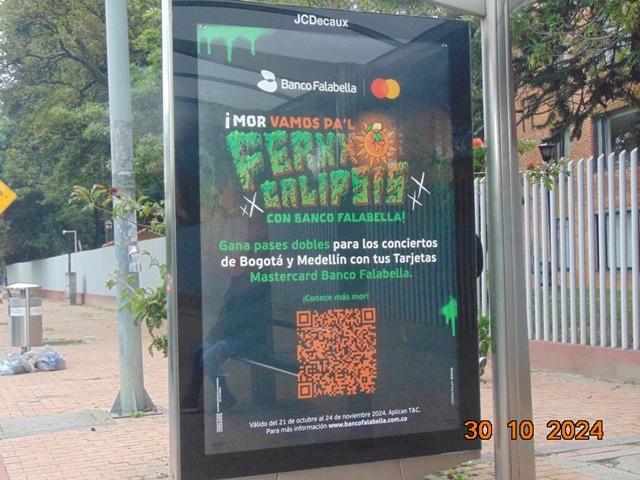 JCDecaux
Banco Falabella
¡MOR VAMOS PA'L
FERXXO
CALIPSIS
CON BANCO FALABELLA!
Gana pases dobles para los conciertos
de Bogotá y Medellín con tus Tarjetas
Mastercard Banco Falabella.
¡Conoce más mor!
Válido del 21 de octubre al 24 de noviembre 2024, Aplican T&C.
Para más información www.bancofalabella.com.co
30 10 2024